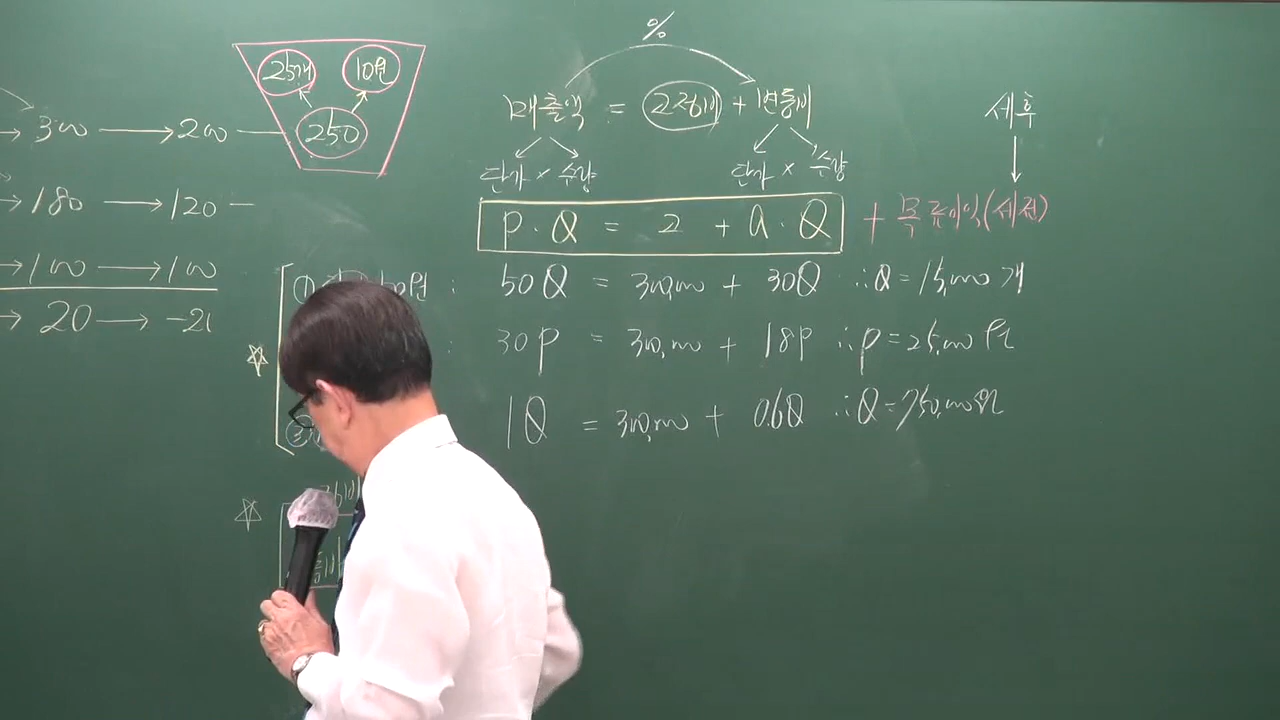 %
25개 10원
250
매출액 = 고정비 + 변동비
세후
단가 × 수량 단가 × 수량
P · Q = 고 + a · Q + 목표이익(세전)
300 → 200
180 → 120
100 → 100
20 → -20
① : 50Q = 300,000 + 30Q ∴ Q = 15,000개
: 30P = 300,000 + 18P ∴ P = 25,000원
1Q = 300,000 + 0.6Q ∴ Q = 750,000원